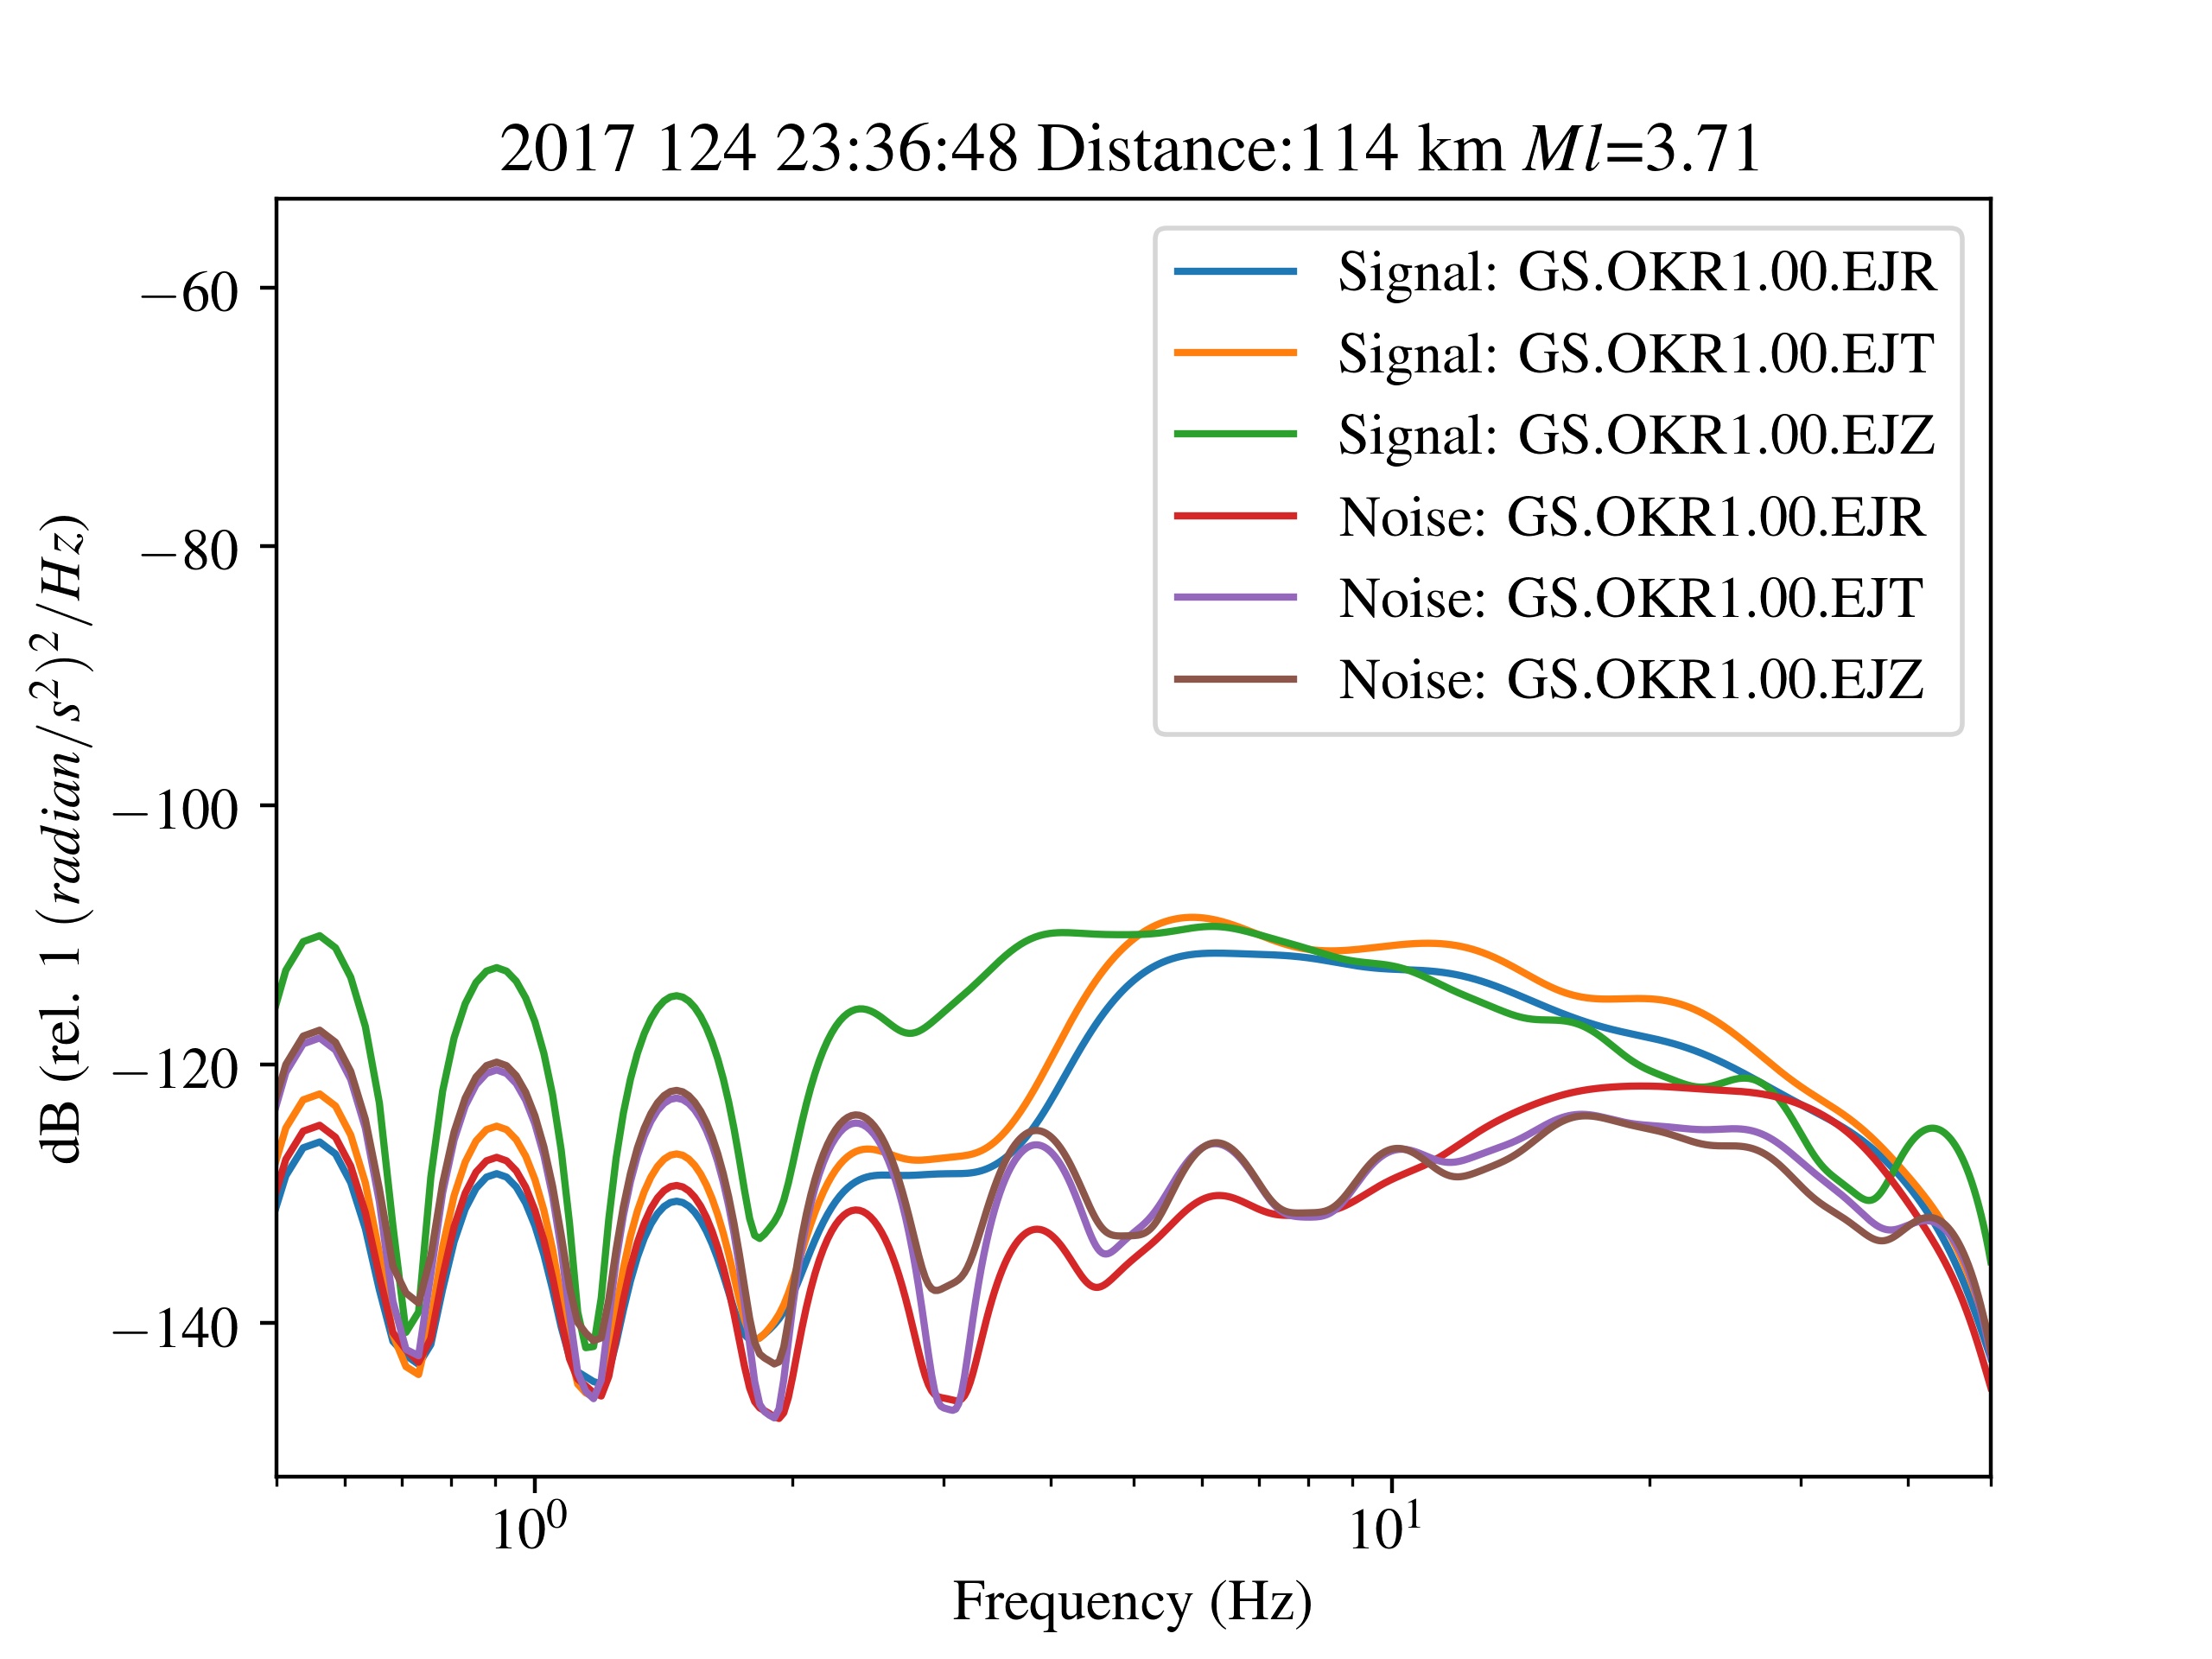 2017 124 23:36:48 Distance:114 km Ml=3.71
Signal: GS.OKR1.00.EJR
Signal: GS.OKR1.00.EJT
Signal: GS.OKR1.00.EJZ
Noise: GS.OKR1.00.EJR
Noise: GS.OKR1.00.EJT
Noise: GS.OKR1.00.EJZ
dB (rel. 1 (radian/s²)²/Hz)
−60
−80
−100
−120
−140
10⁰ 10¹
Frequency (Hz)